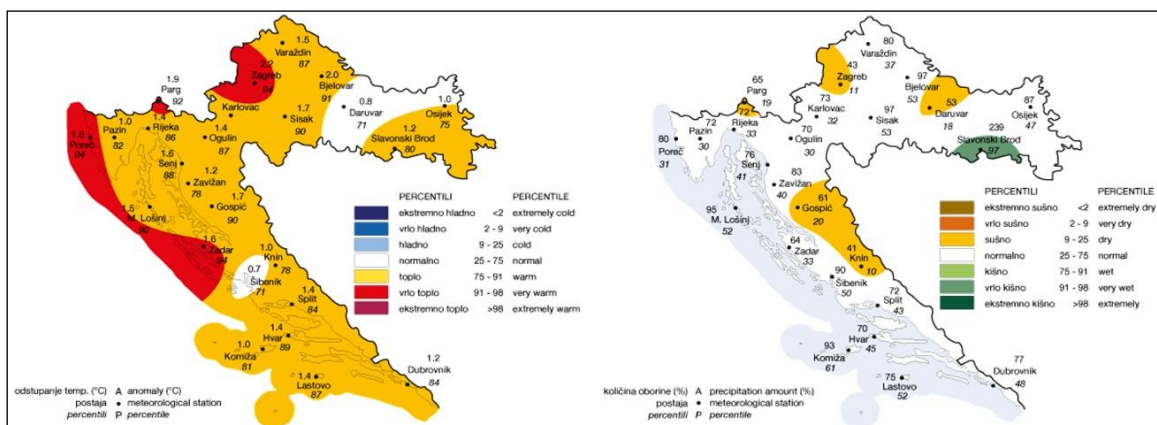 1.5
Varaždin
87
2.2
Zagreb
94
1.9
Parg
92
2.0
Bjelovar
91
Karlovac
1.7
Sisak
90
0.8
Daruvar
71
1.0
Osijek
75
1.2
Slavonski Brod
80
1.0
Pazin
82
1.4
Rijeka
86
1.4
Ogulin
87
1.6
Poreč
94
1.6
Senj
88
1.2
Zavižan
78
1.7
Gospić
90
1.5
M. Lošinj
90
1.6
Zadar
94
1.0
Knin
78
0.7
Šibenik
71
1.4
Split
84
1.4
Hvar
89
1.0
Komiža
81
1.4
Lastovo
87
1.2
Dubrovnik
84
PERCENTILI PERCENTILE
ekstremno hladno <2 extremely cold
vrlo hladno 2 - 9 very cold
hladno 9 - 25 cold
normalno 25 - 75 normal
toplo 75 - 91 warm
vrlo toplo 91 - 98 very warm
ekstremno toplo >98 extremely warm
odstupanje temp. (°C) A anomaly (°C)
postaja • meteorological station
percentili P percentile
80
Varaždin
37
43
Zagreb
11
65
Parg
19
97
Bjelovar
53
73
Karlovac
32
97
Sisak
53
53
Daruvar
18
87
Osijek
47
239
Slavonski Brod
97
72
Pazin
30
72
Rijeka
33
70
Ogulin
30
80
Poreč
31
76
Senj
41
83
Zavižan
40
61
Gospić
20
95
M. Lošinj
52
64
Zadar
33
41
Knin
10
90
Šibenik
50
72
Split
43
70
Hvar
45
93
Komiža
61
75
Lastovo
52
77
Dubrovnik
48
PERCENTILI PERCENTILE
ekstremno sušno <2 extremely dry
vrlo sušno 2 - 9 very dry
sušno 9 - 25 dry
normalno 25 - 75 normal
kišno 75 - 91 wet
vrlo kišno 91 - 98 very wet
ekstremno kišno >98 extremely
količina oborine (%) A precipitation amount (%)
postaja • meteorological station
percentili P percentile